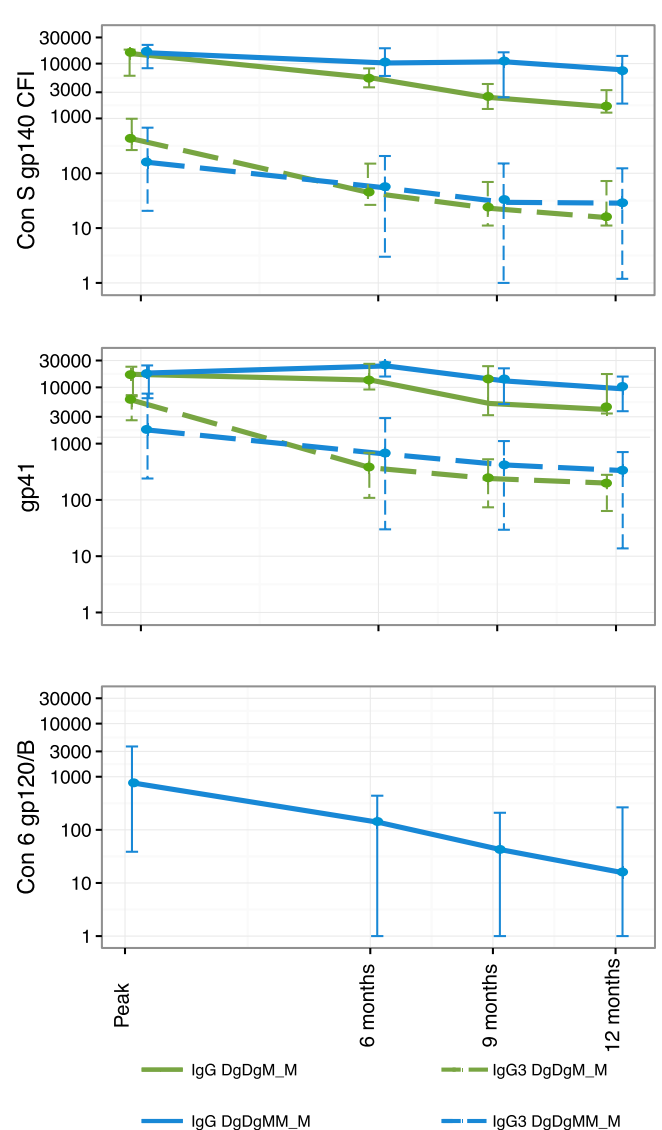 Con S gp140 CFI
30000
10000
3000
1000
100
10
1
gp41
30000
10000
3000
1000
100
10
1
Con 6 gp120/B
30000
10000
3000
1000
100
10
1
Peak
6 months
9 months
12 months
IgG DgDgM_M
IgG3 DgDgM_M
IgG DgDgMM_M
IgG3 DgDgMM_M